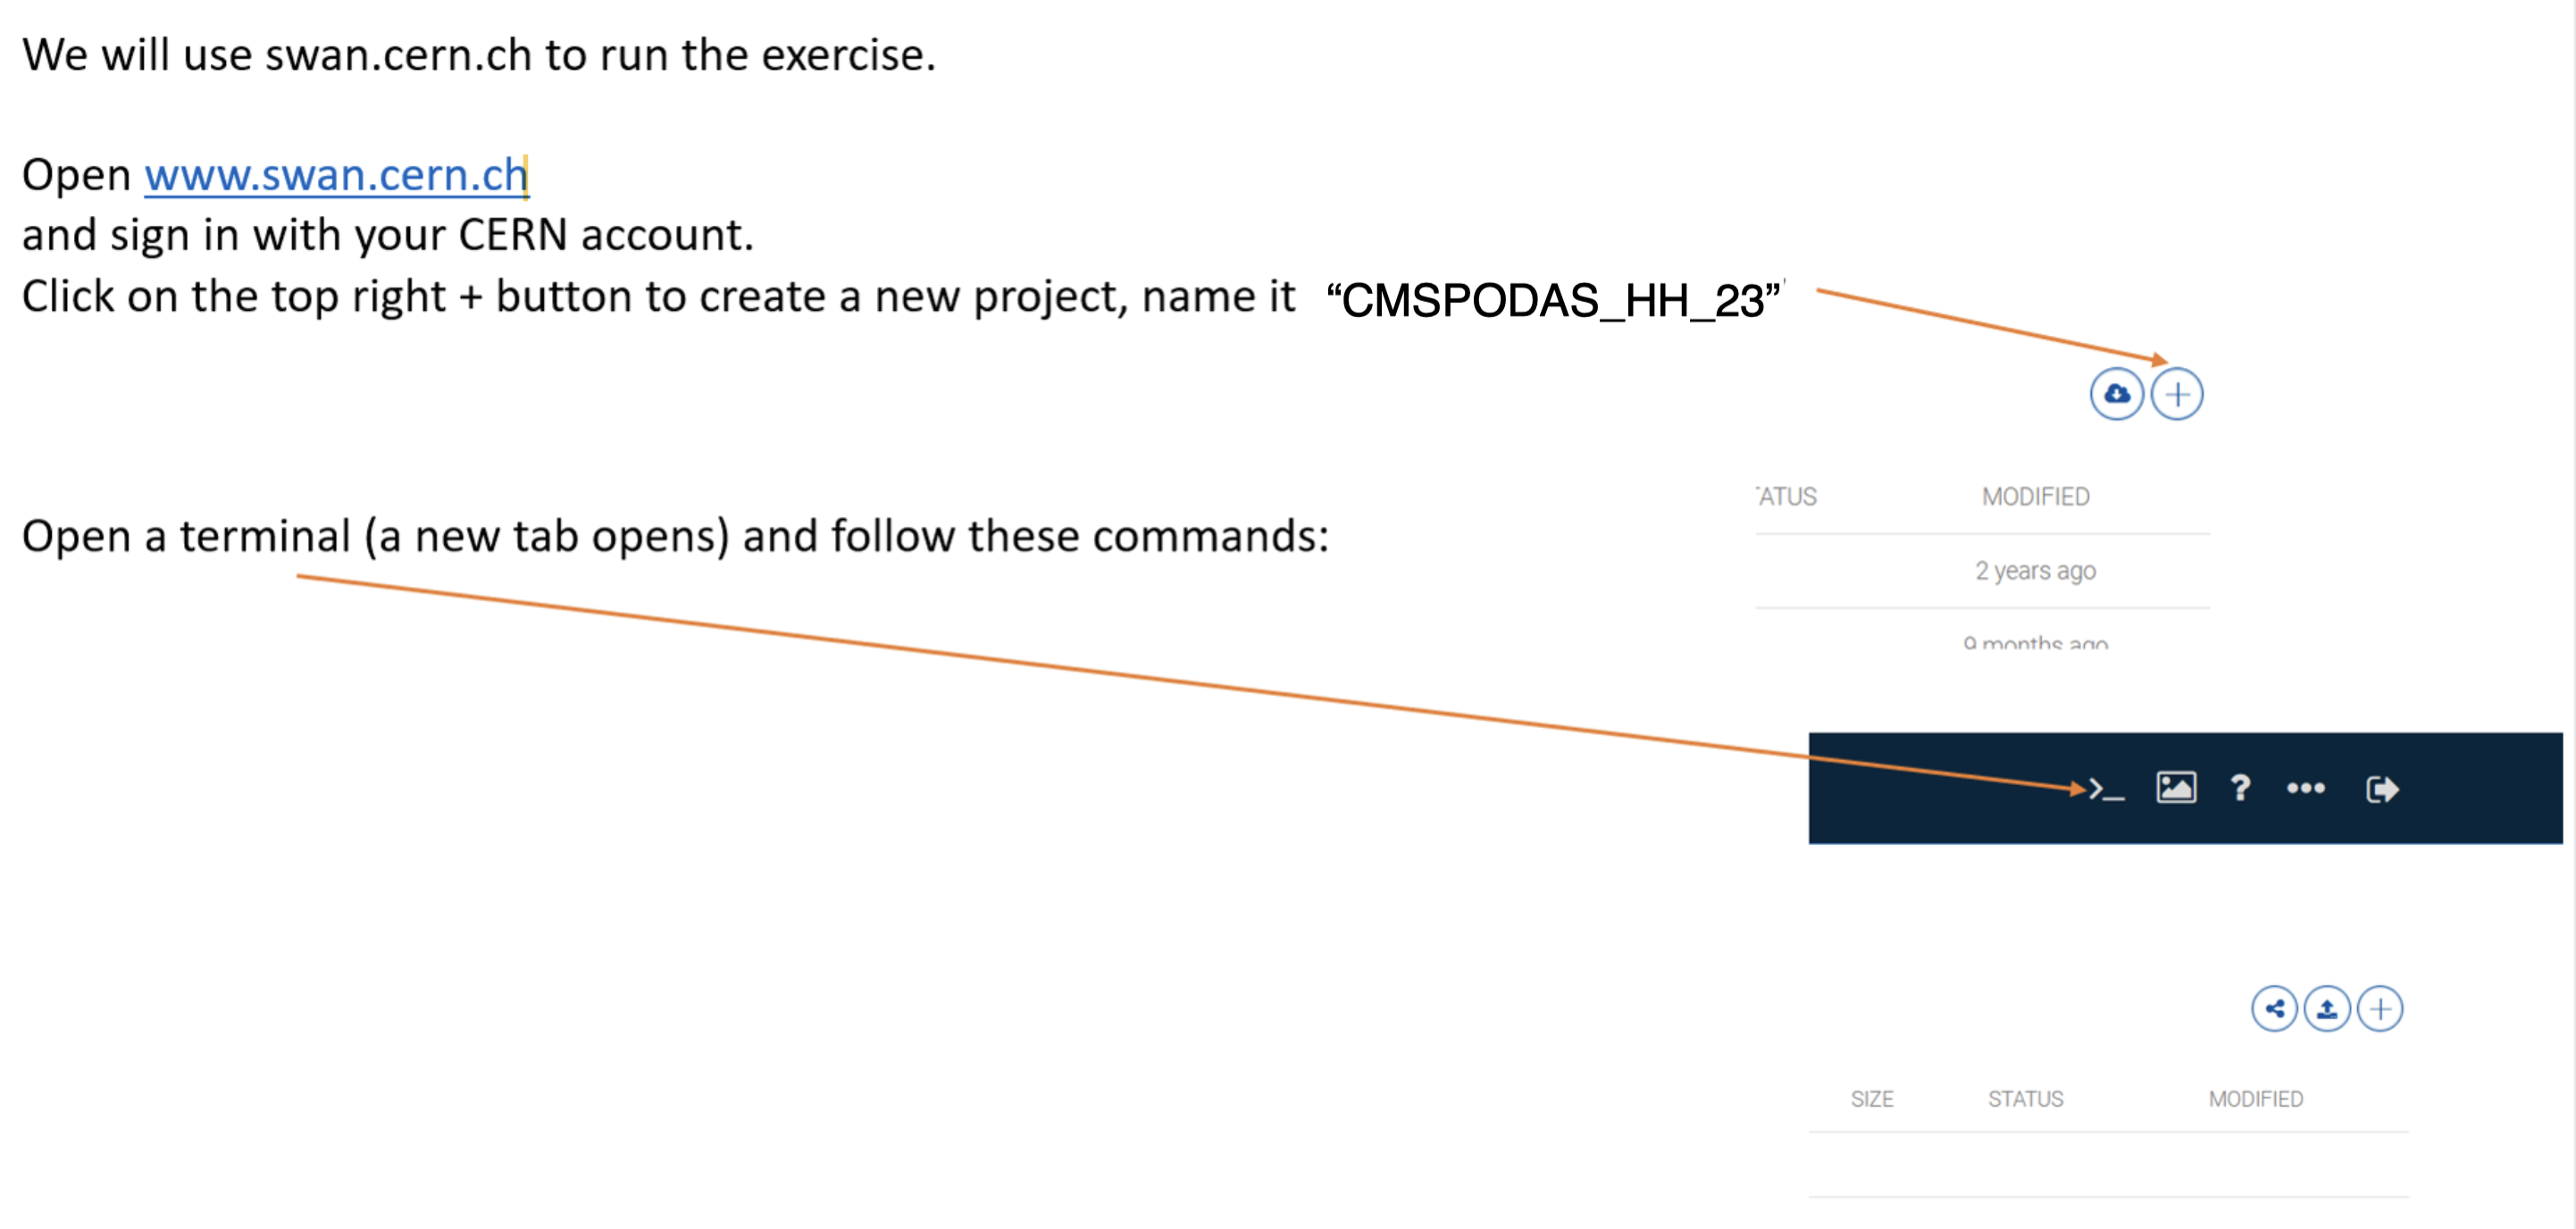 We will use swan.cern.ch to run the exercise.
Open www.swan.cern.ch
and sign in with your CERN account.
Click on the top right + button to create a new project, name it “CMSPODAS_HH_23”
ATUS MODIFIED
Open a terminal (a new tab opens) and follow these commands:
2 years ago
9 months ago
>_ ? •••
SIZE STATUS MODIFIED